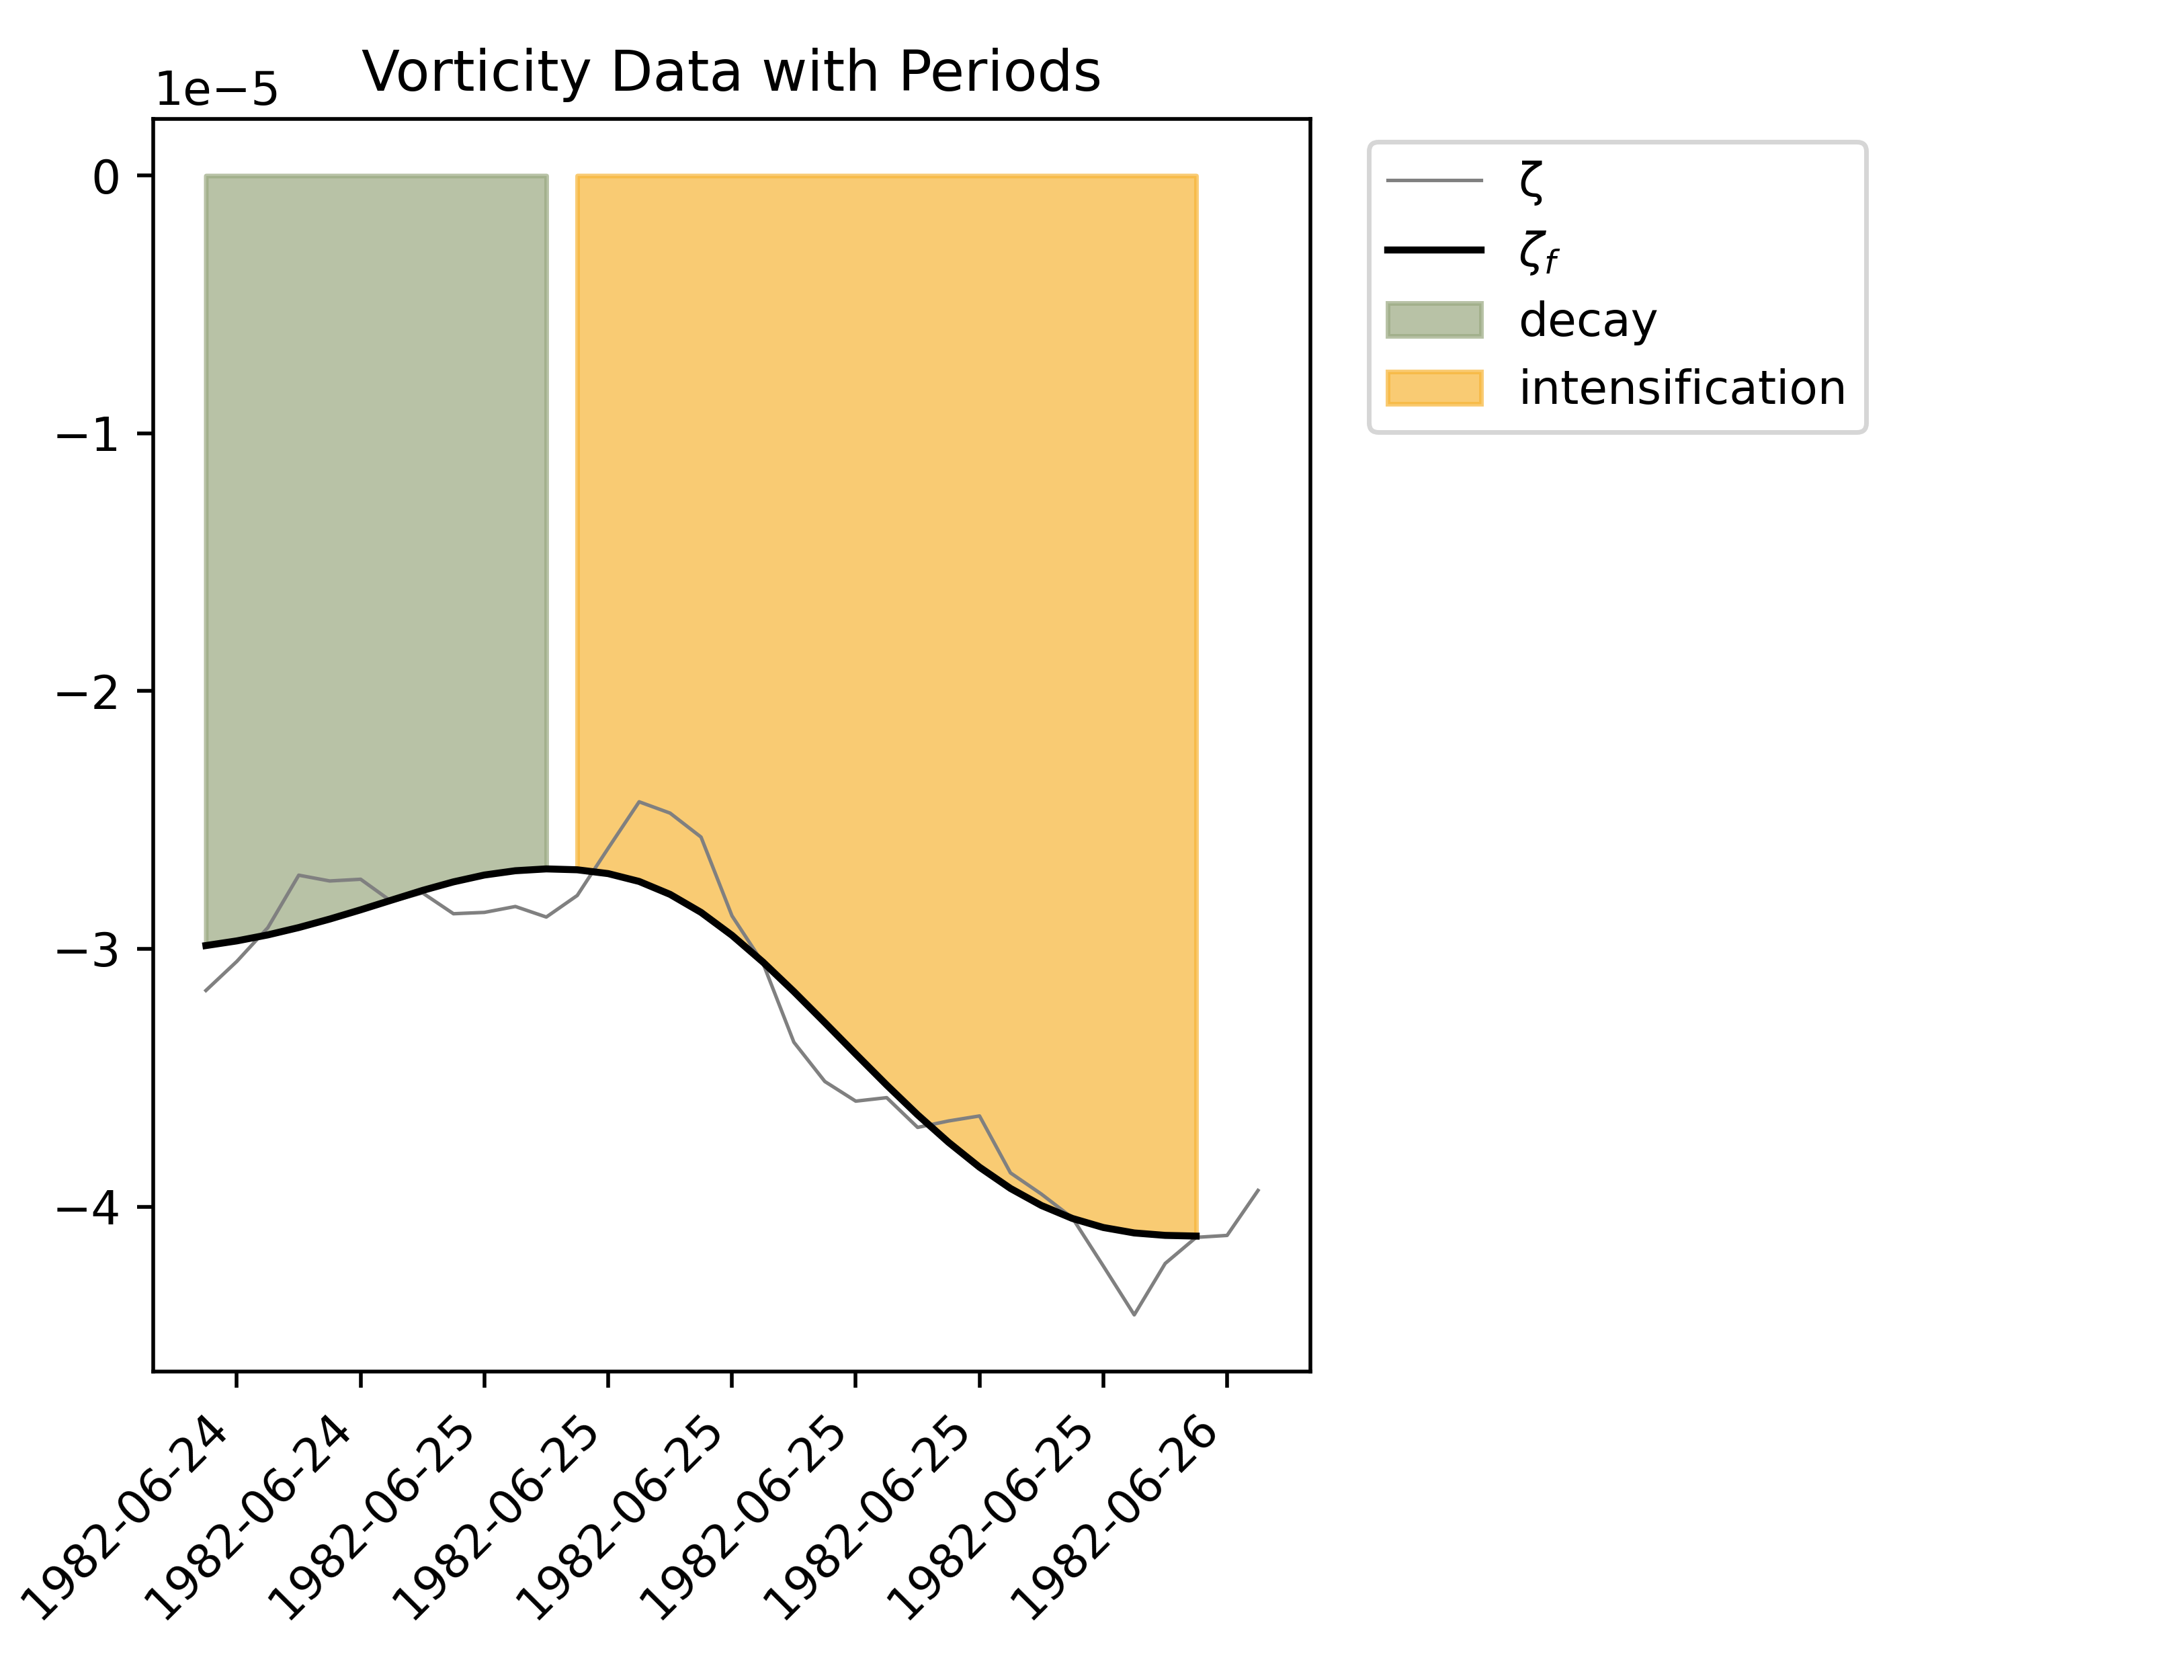 Vorticity Data with Periods
1e−5
0
−1
−2
−3
−4
ζ
ζf
decay
intensification
1982-06-24
1982-06-24
1982-06-25
1982-06-25
1982-06-25
1982-06-25
1982-06-25
1982-06-25
1982-06-26